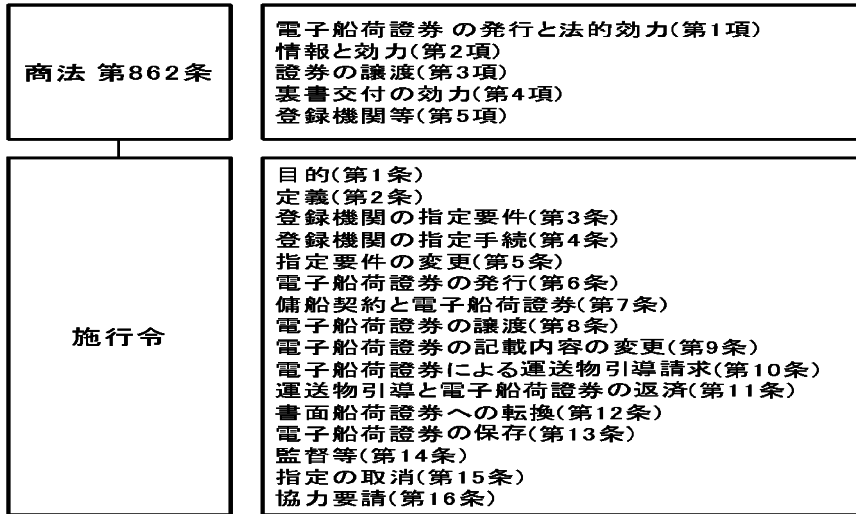 商法 第862条
電子船荷證券 の発行と法的効力(第1項)
情報と効力(第2項)
證券の譲渡(第3項)
裏書交付の効力(第4項)
登録機関等(第5項)
施行令
目的(第1条)
定義(第2条)
登録機関の指定要件(第3条)
登録機関の指定手続(第4条)
指定要件の変更(第5条)
電子船荷證券の発行(第6条)
傭船契約と電子船荷證券(第7条)
電子船荷證券の譲渡(第8条)
電子船荷證券の記載内容の変更(第9条)
電子船荷證券による運送物引導請求(第10条)
運送物引導と電子船荷證券の返済(第11条)
書面船荷證券への転換(第12条)
電子船荷證券の保存(第13条)
監督等(第14条)
指定の取消(第15条)
協力要請(第16条)